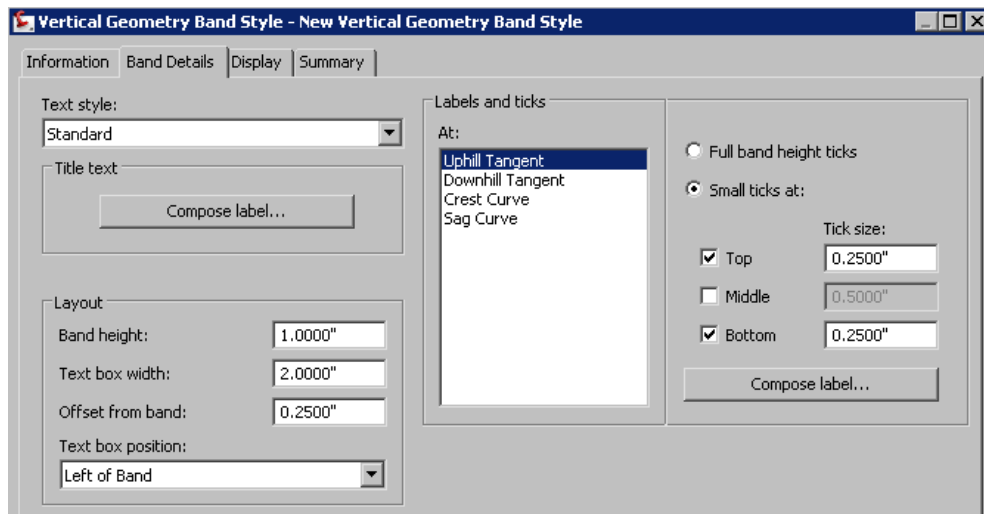 Vertical Geometry Band Style - New Vertical Geometry Band Style
Information Band Details Display Summary
Text style:
Standard
Title text
Compose label...
Layout
Band height: 1.0000"
Text box width: 2.0000"
Offset from band: 0.2500"
Text box position:
Left of Band
Labels and ticks
At:
Uphill Tangent
Downhill Tangent
Crest Curve
Sag Curve
Full band height ticks
Small ticks at:
Tick size:
Top 0.2500"
Middle 0.5000"
Bottom 0.2500"
Compose label...